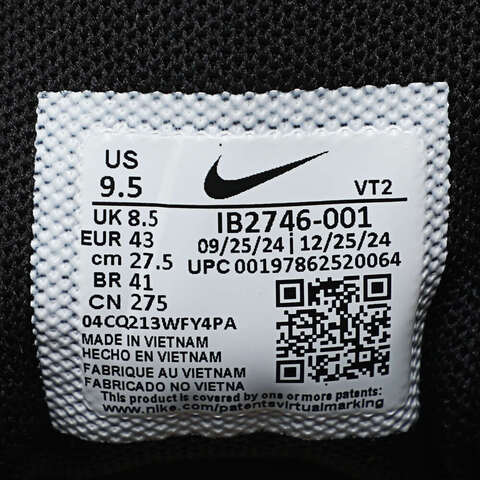 US
9.5
VT2
UK 8.5
IB2746-001
EUR 43
09/25/24 | 12/25/24
cm 27.5
UPC 00197862520064
BR 41
CN 275
04CQ213WFY4PA
MADE IN VIETNAM
HECHO EN VIETNAM
FABRIQUE AU VIETNAM
FABRICADO NO VIETNA
This shoe is covered by one or more patents:
www.nike.com/patentsvirtualmarking